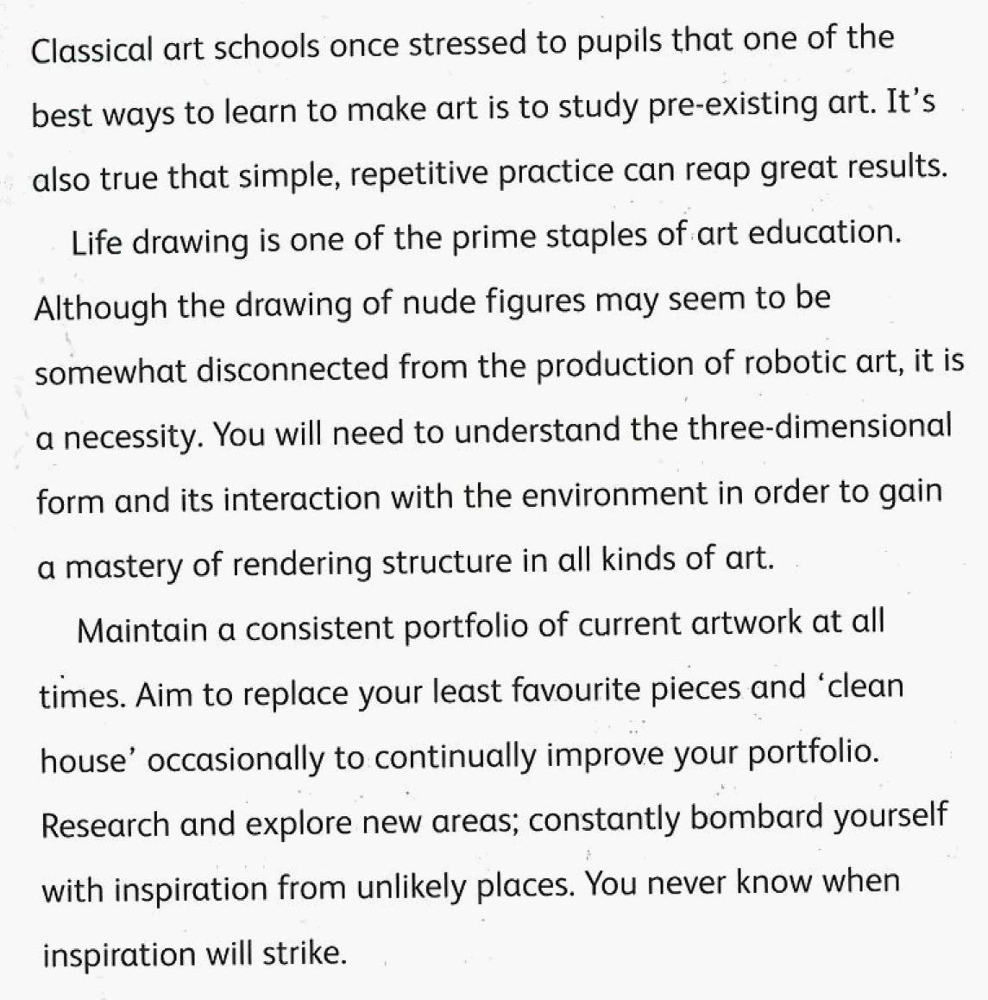 Classical art schools once stressed to pupils that one of the
best ways to learn to make art is to study pre-existing art. It's
also true that simple, repetitive practice can reap great results.
Life drawing is one of the prime staples of art education.
Although the drawing of nude figures may seem to be
somewhat disconnected from the production of robotic art, it is
a necessity. You will need to understand the three-dimensional
form and its interaction with the environment in order to gain
a mastery of rendering structure in all kinds of art.
Maintain a consistent portfolio of current artwork at all
times. Aim to replace your least favourite pieces and ‘clean
house’ occasionally to continually improve your portfolio.
Research and explore new areas; constantly bombard yourself
with inspiration from unlikely places. You never know when
inspiration will strike.